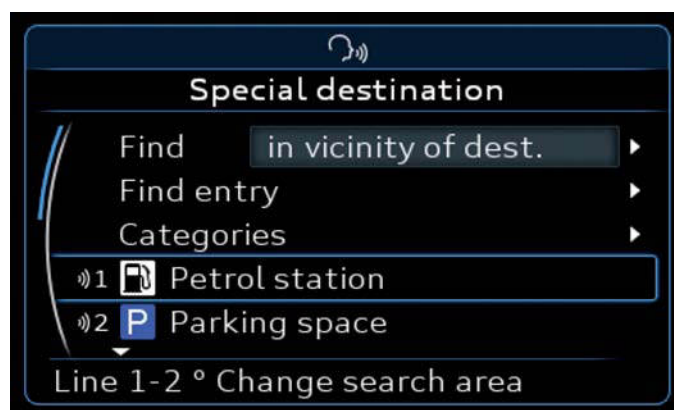 Special destination
Find in vicinity of dest.
Find entry
Categories
1 Petrol station
2 P Parking space
Line 1-2 ° Change search area